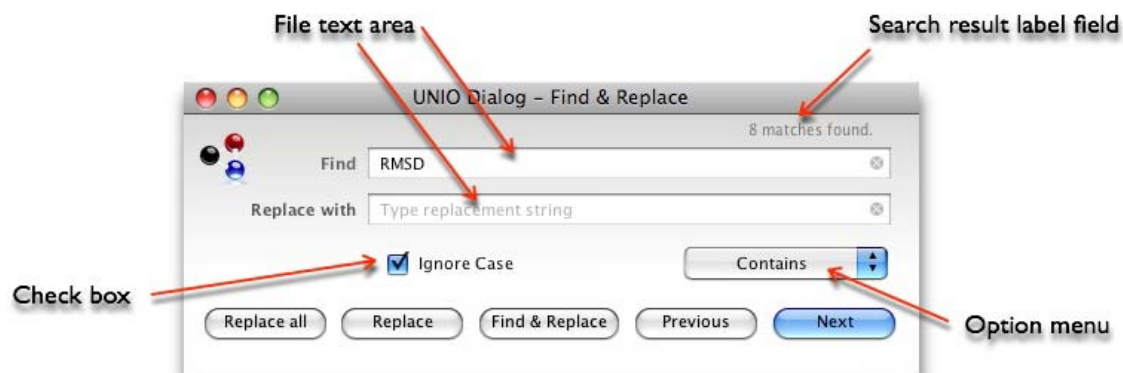 File text area
Search result label field
UNIO Dialog – Find & Replace
8 matches found.
Find RMSD
Replace with Type replacement string
Ignore Case Contains
Check box
Replace all Replace Find & Replace Previous Next
Option menu